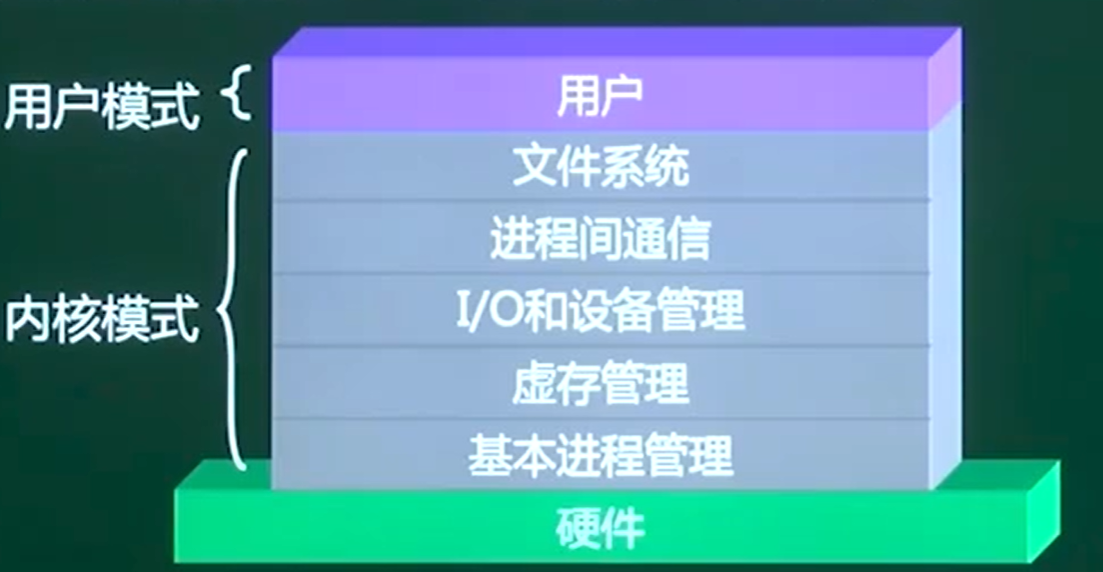 用户模式
用户
文件系统
进程间通信
I/O和设备管理
内核模式
虚存管理
基本进程管理
硬件